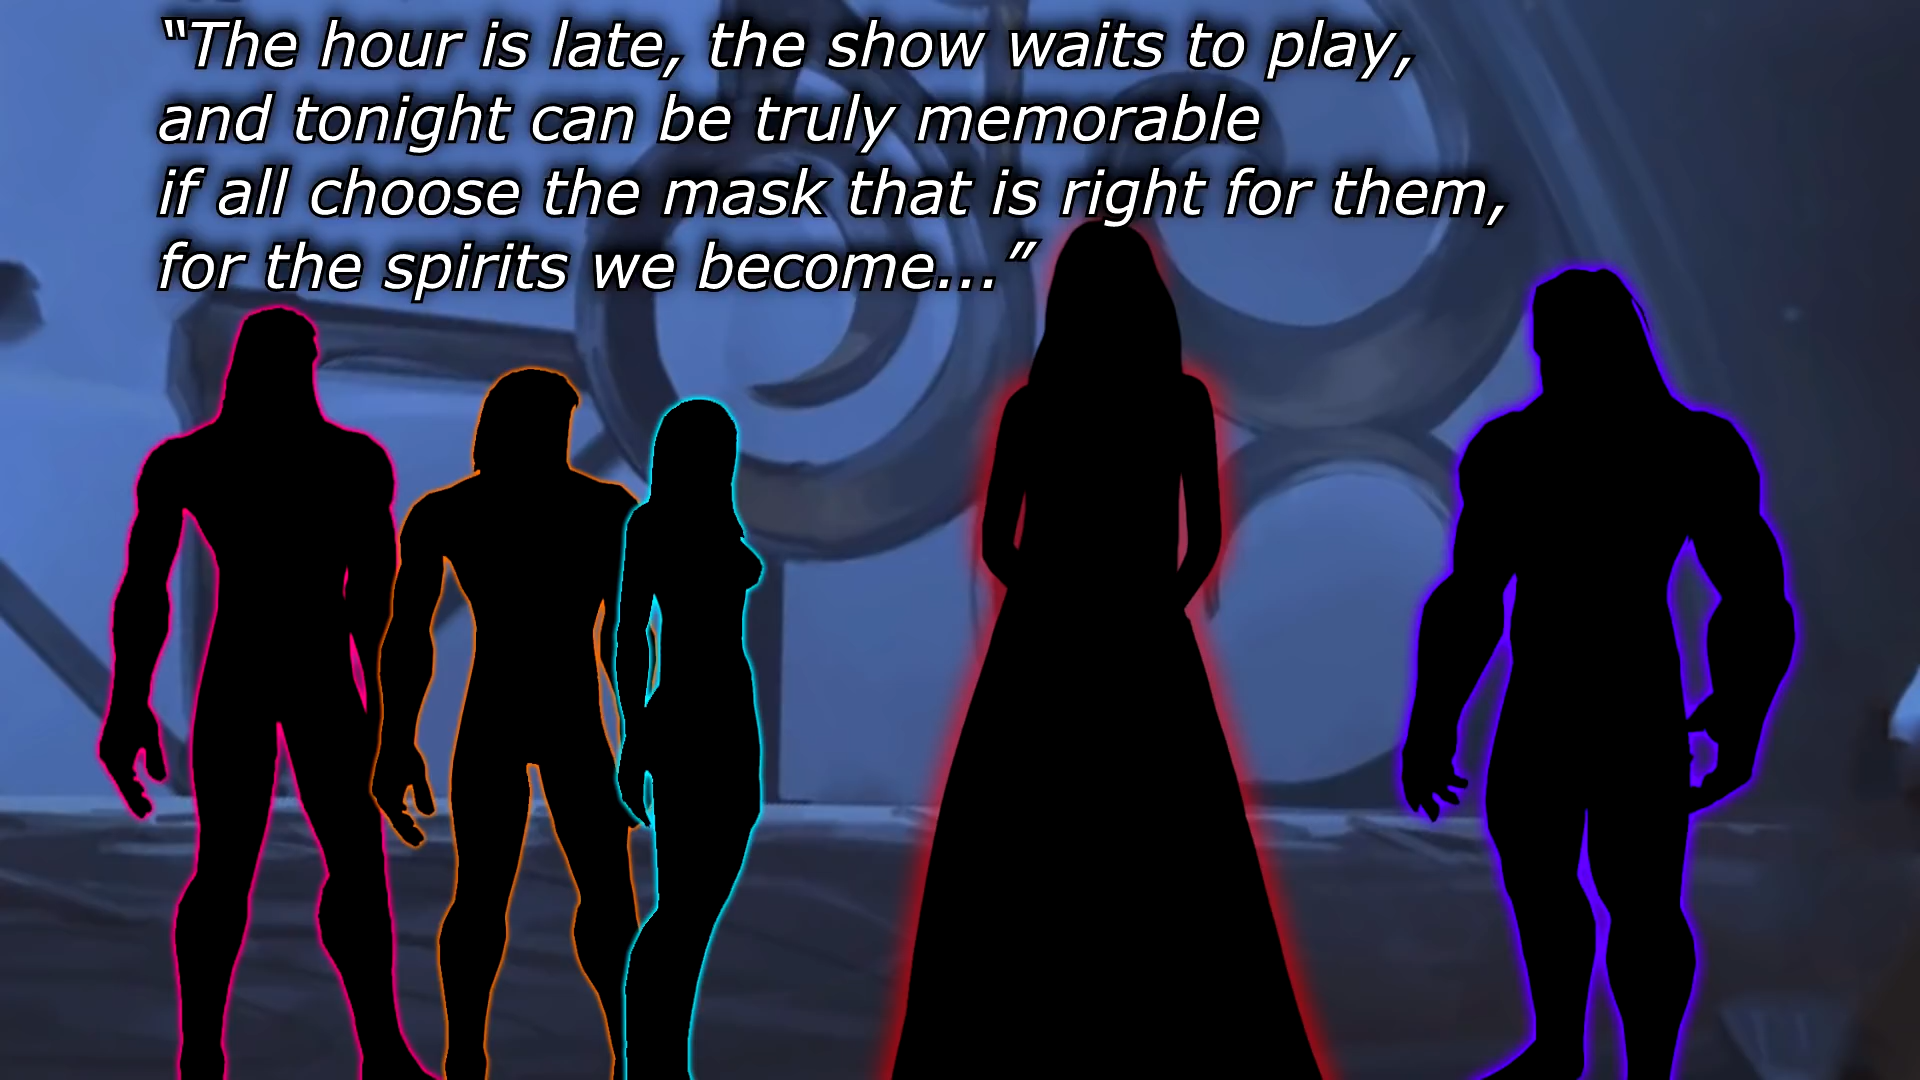 “The hour is late, the show waits to play,
and tonight can be truly memorable
if all choose the mask that is right for them,
for the spirits we become...”